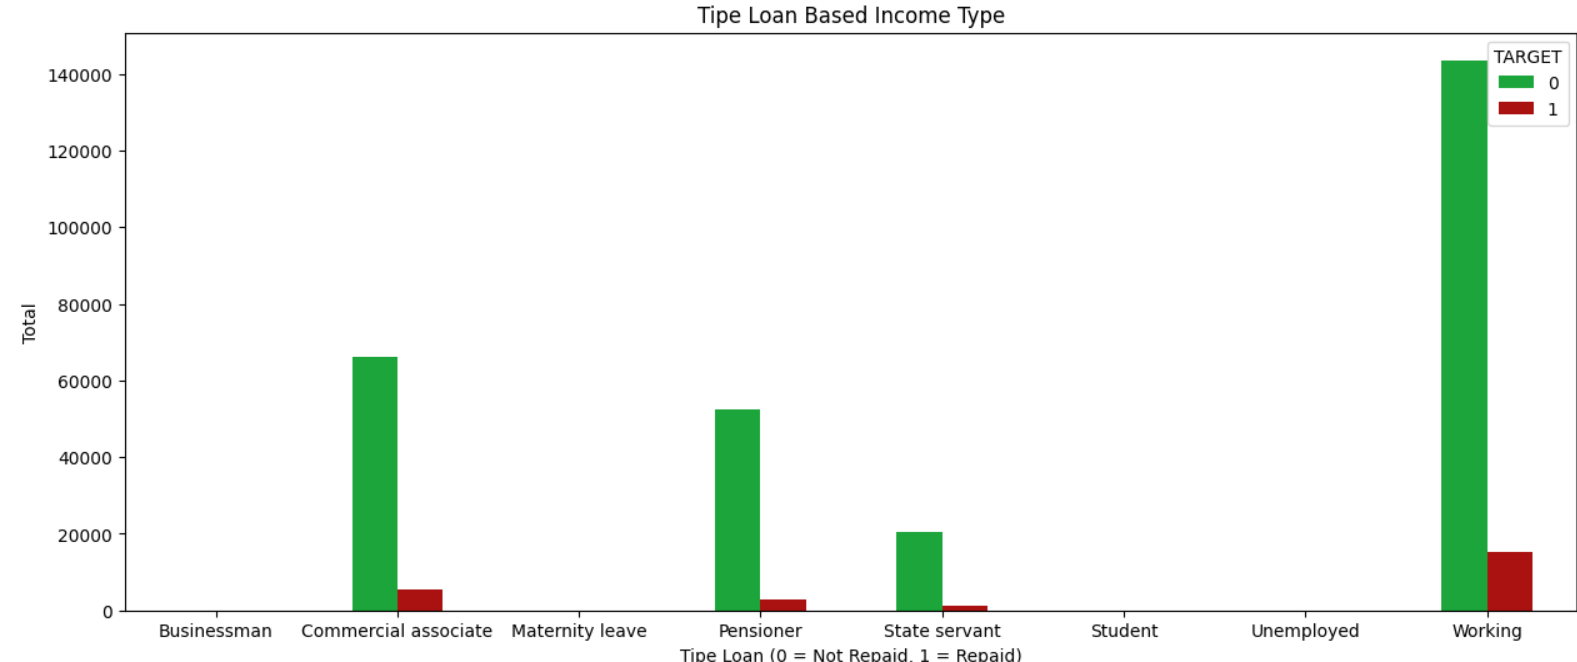 Tipe Loan Based Income Type
TARGET
0
1
140000
120000
100000
80000
60000
40000
20000
0
Total
Businessman Commercial associate Maternity leave Pensioner State servant Student Unemployed Working
Tipe Loan (0 = Not Repaid, 1 = Repaid)